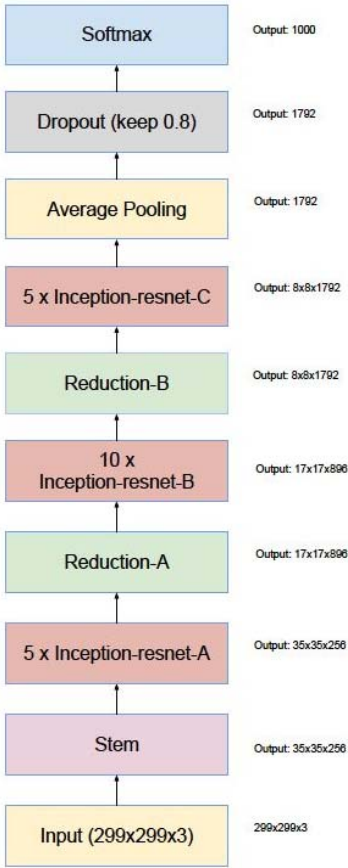 Softmax
Output: 1000
Dropout (keep 0.8)
Output: 1792
Average Pooling
Output: 1792
5 x Inception-resnet-C
Output: 8x8x1792
Reduction-B
Output: 8x8x1792
10 x
Inception-resnet-B
Output: 17x17x896
Reduction-A
Output: 17x17x896
5 x Inception-resnet-A
Output: 35x35x256
Stem
Output: 35x35x256
Input (299x299x3)
299x299x3